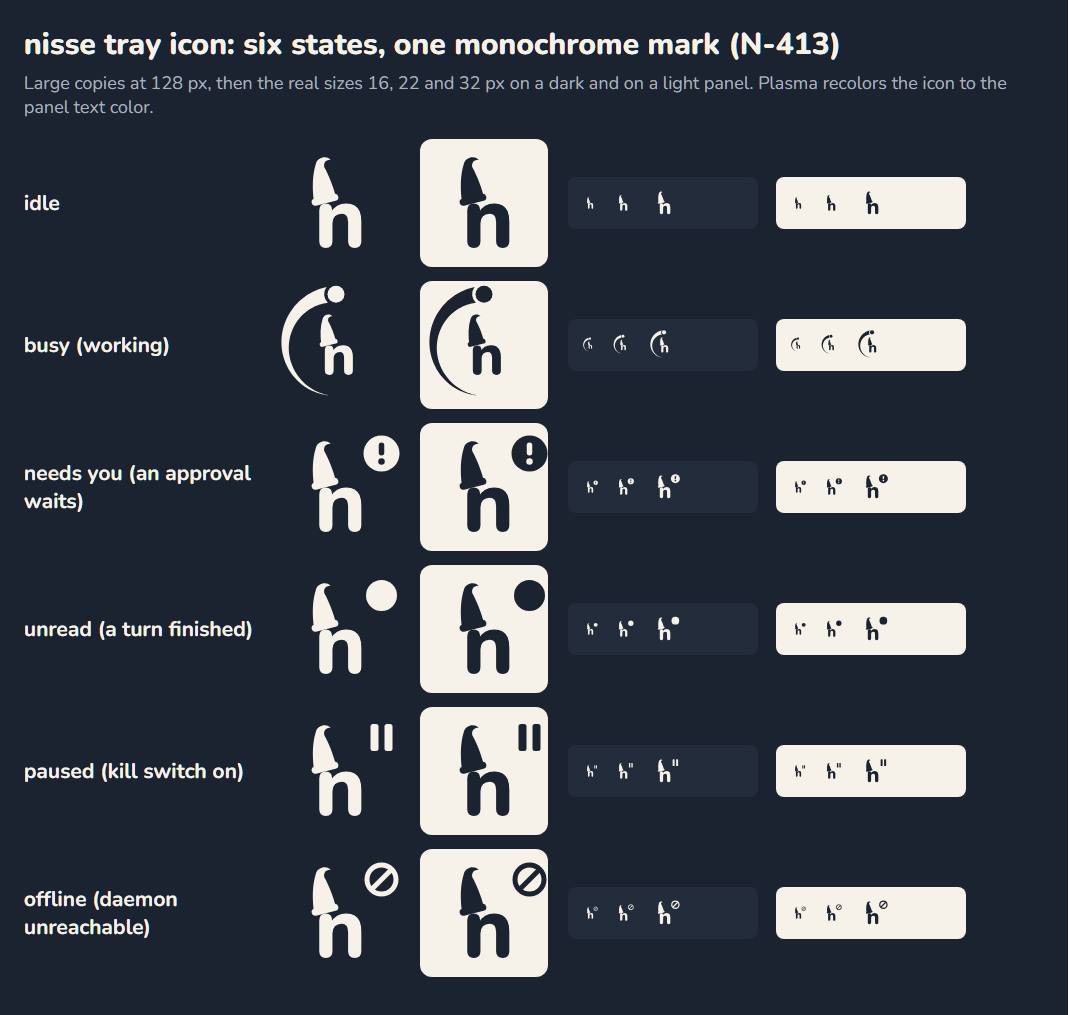 nisse tray icon: six states, one monochrome mark (N-413)
Large copies at 128 px, then the real sizes 16, 22 and 32 px on a dark and on a light panel. Plasma recolors the icon to the
panel text color.
idle
h h h h h h h h
busy (working)
h h h h h h h h
needs you (an approval
waits)
h! h! h! h! h! h! h! h!
unread (a turn finished)
h h h h h h h h
paused (kill switch on)
h h h h h h h h
offline (daemon
unreachable)
h h h h h h h h